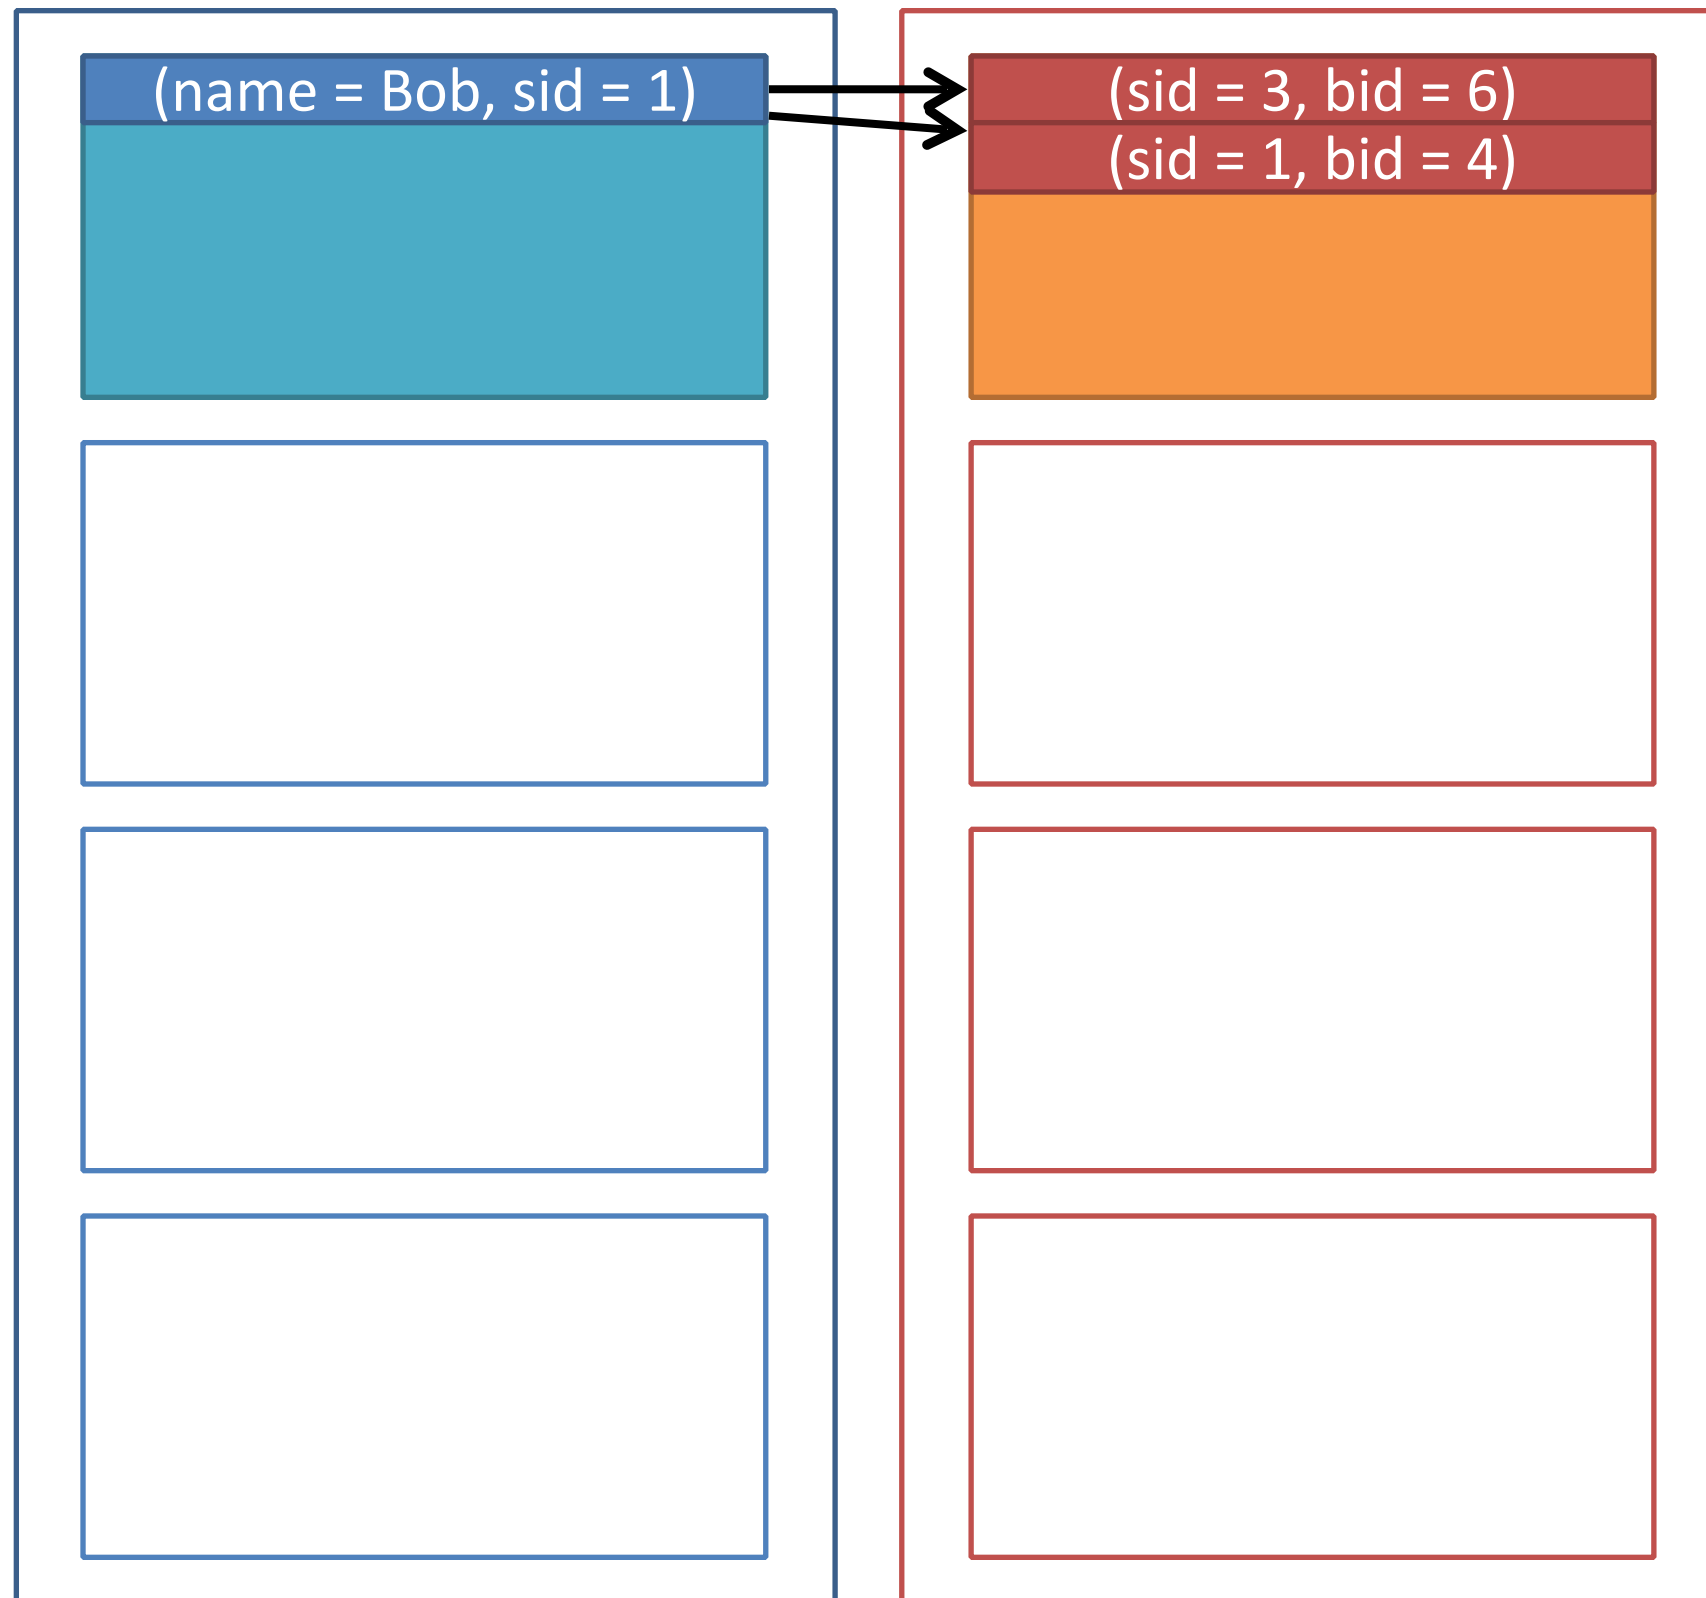 (name = Bob, sid = 1)
(sid = 3, bid = 6)
(sid = 1, bid = 4)